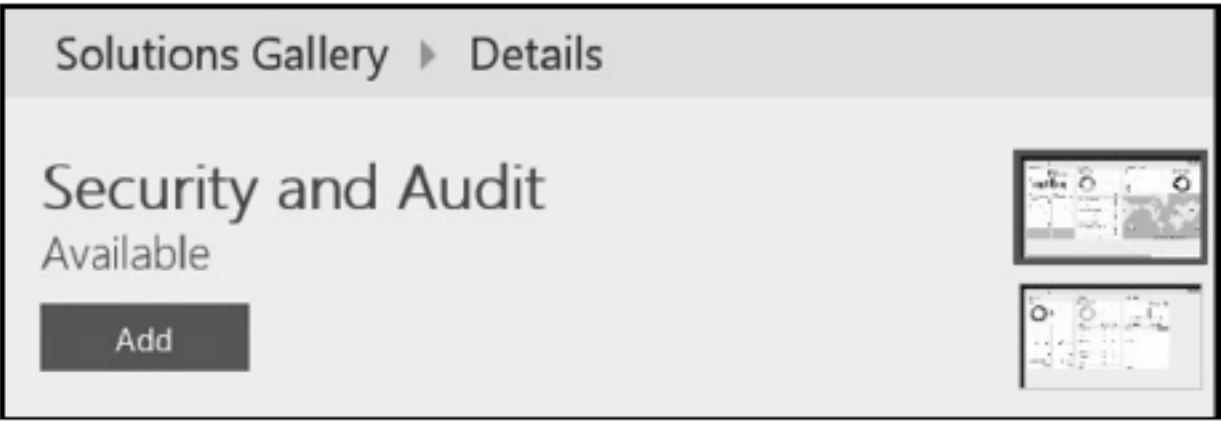 Solutions Gallery ▸ Details
Security and Audit
Available
Add